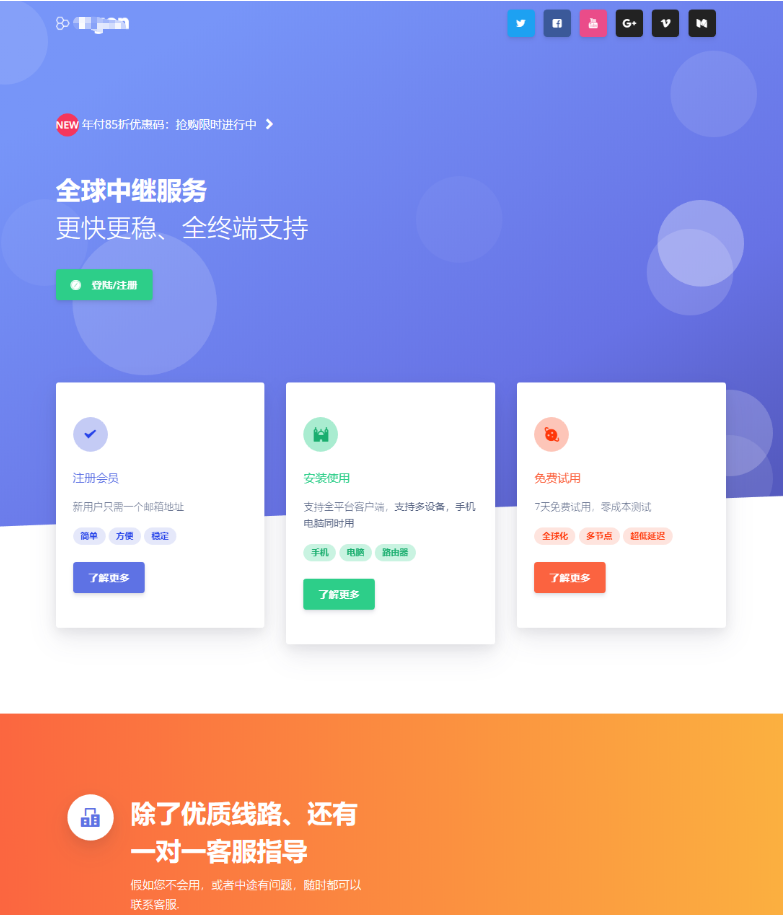 NEW 年付85折优惠码：抢购限时进行中
全球中继服务
更快更稳、全终端支持
登陆/注册
注册会员
新用户只需一个邮箱地址
简单 方便 稳定
了解更多
安装使用
支持全平台客户端，支持多设备，手机
电脑同时用
手机 电脑 路由器
了解更多
免费试用
7天免费试用，零成本测试
全球化 多节点 超低延迟
了解更多
除了优质线路、还有
一对一客服指导
假如您不会用，或者中途有问题，随时都可以
联系客服.